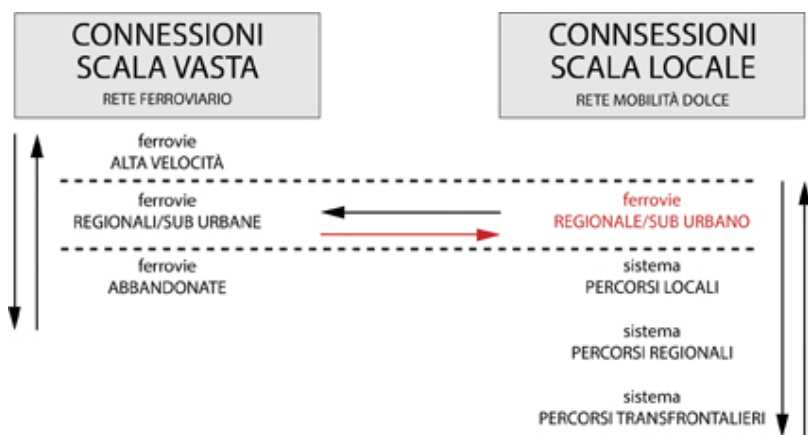 CONNESSIONI
SCALA VASTA
RETE FERROVIARIO
CONNSESSIONI
SCALA LOCALE
RETE MOBILITÀ DOLCE
ferrovie
ALTA VELOCITÀ
ferrovie
REGIONALI/SUB URBANE
ferrovie
ABBANDONATE
ferrovie
REGIONALE/SUB URBANO
sistema
PERCORSI LOCALI
sistema
PERCORSI REGIONALI
sistema
PERCORSI TRANSFRONTALIERI